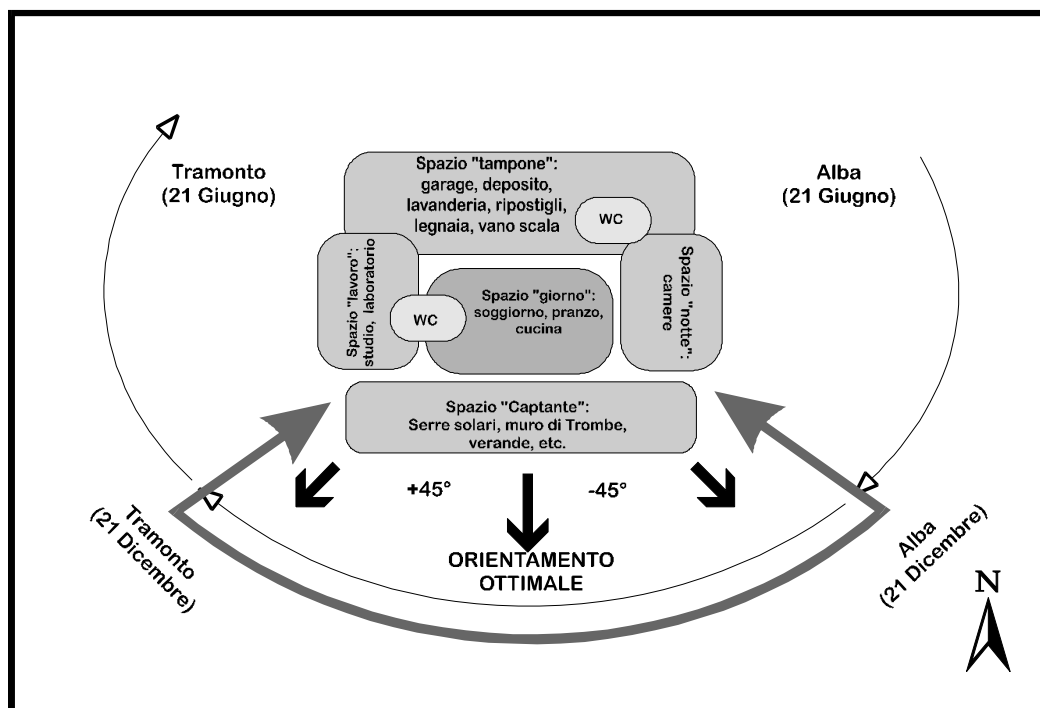 Tramonto
(21 Giugno)
Spazio "tampone":
garage, deposito,
lavanderia, ripostigli,
legnaia, vano scala
WC
Alba
(21 Giugno)
Spazio "lavoro":
studio, laboratorio
WC
Spazio "giorno":
soggiorno, pranzo,
cucina
Spazio "notte":
camere
Spazio "Captante":
Serre solari, muro di Trombe,
verande, etc.
+45°
-45°
Tramonto
(21 Dicembre)
ORIENTAMENTO
OTTIMALE
Alba
(21 Dicembre)
N